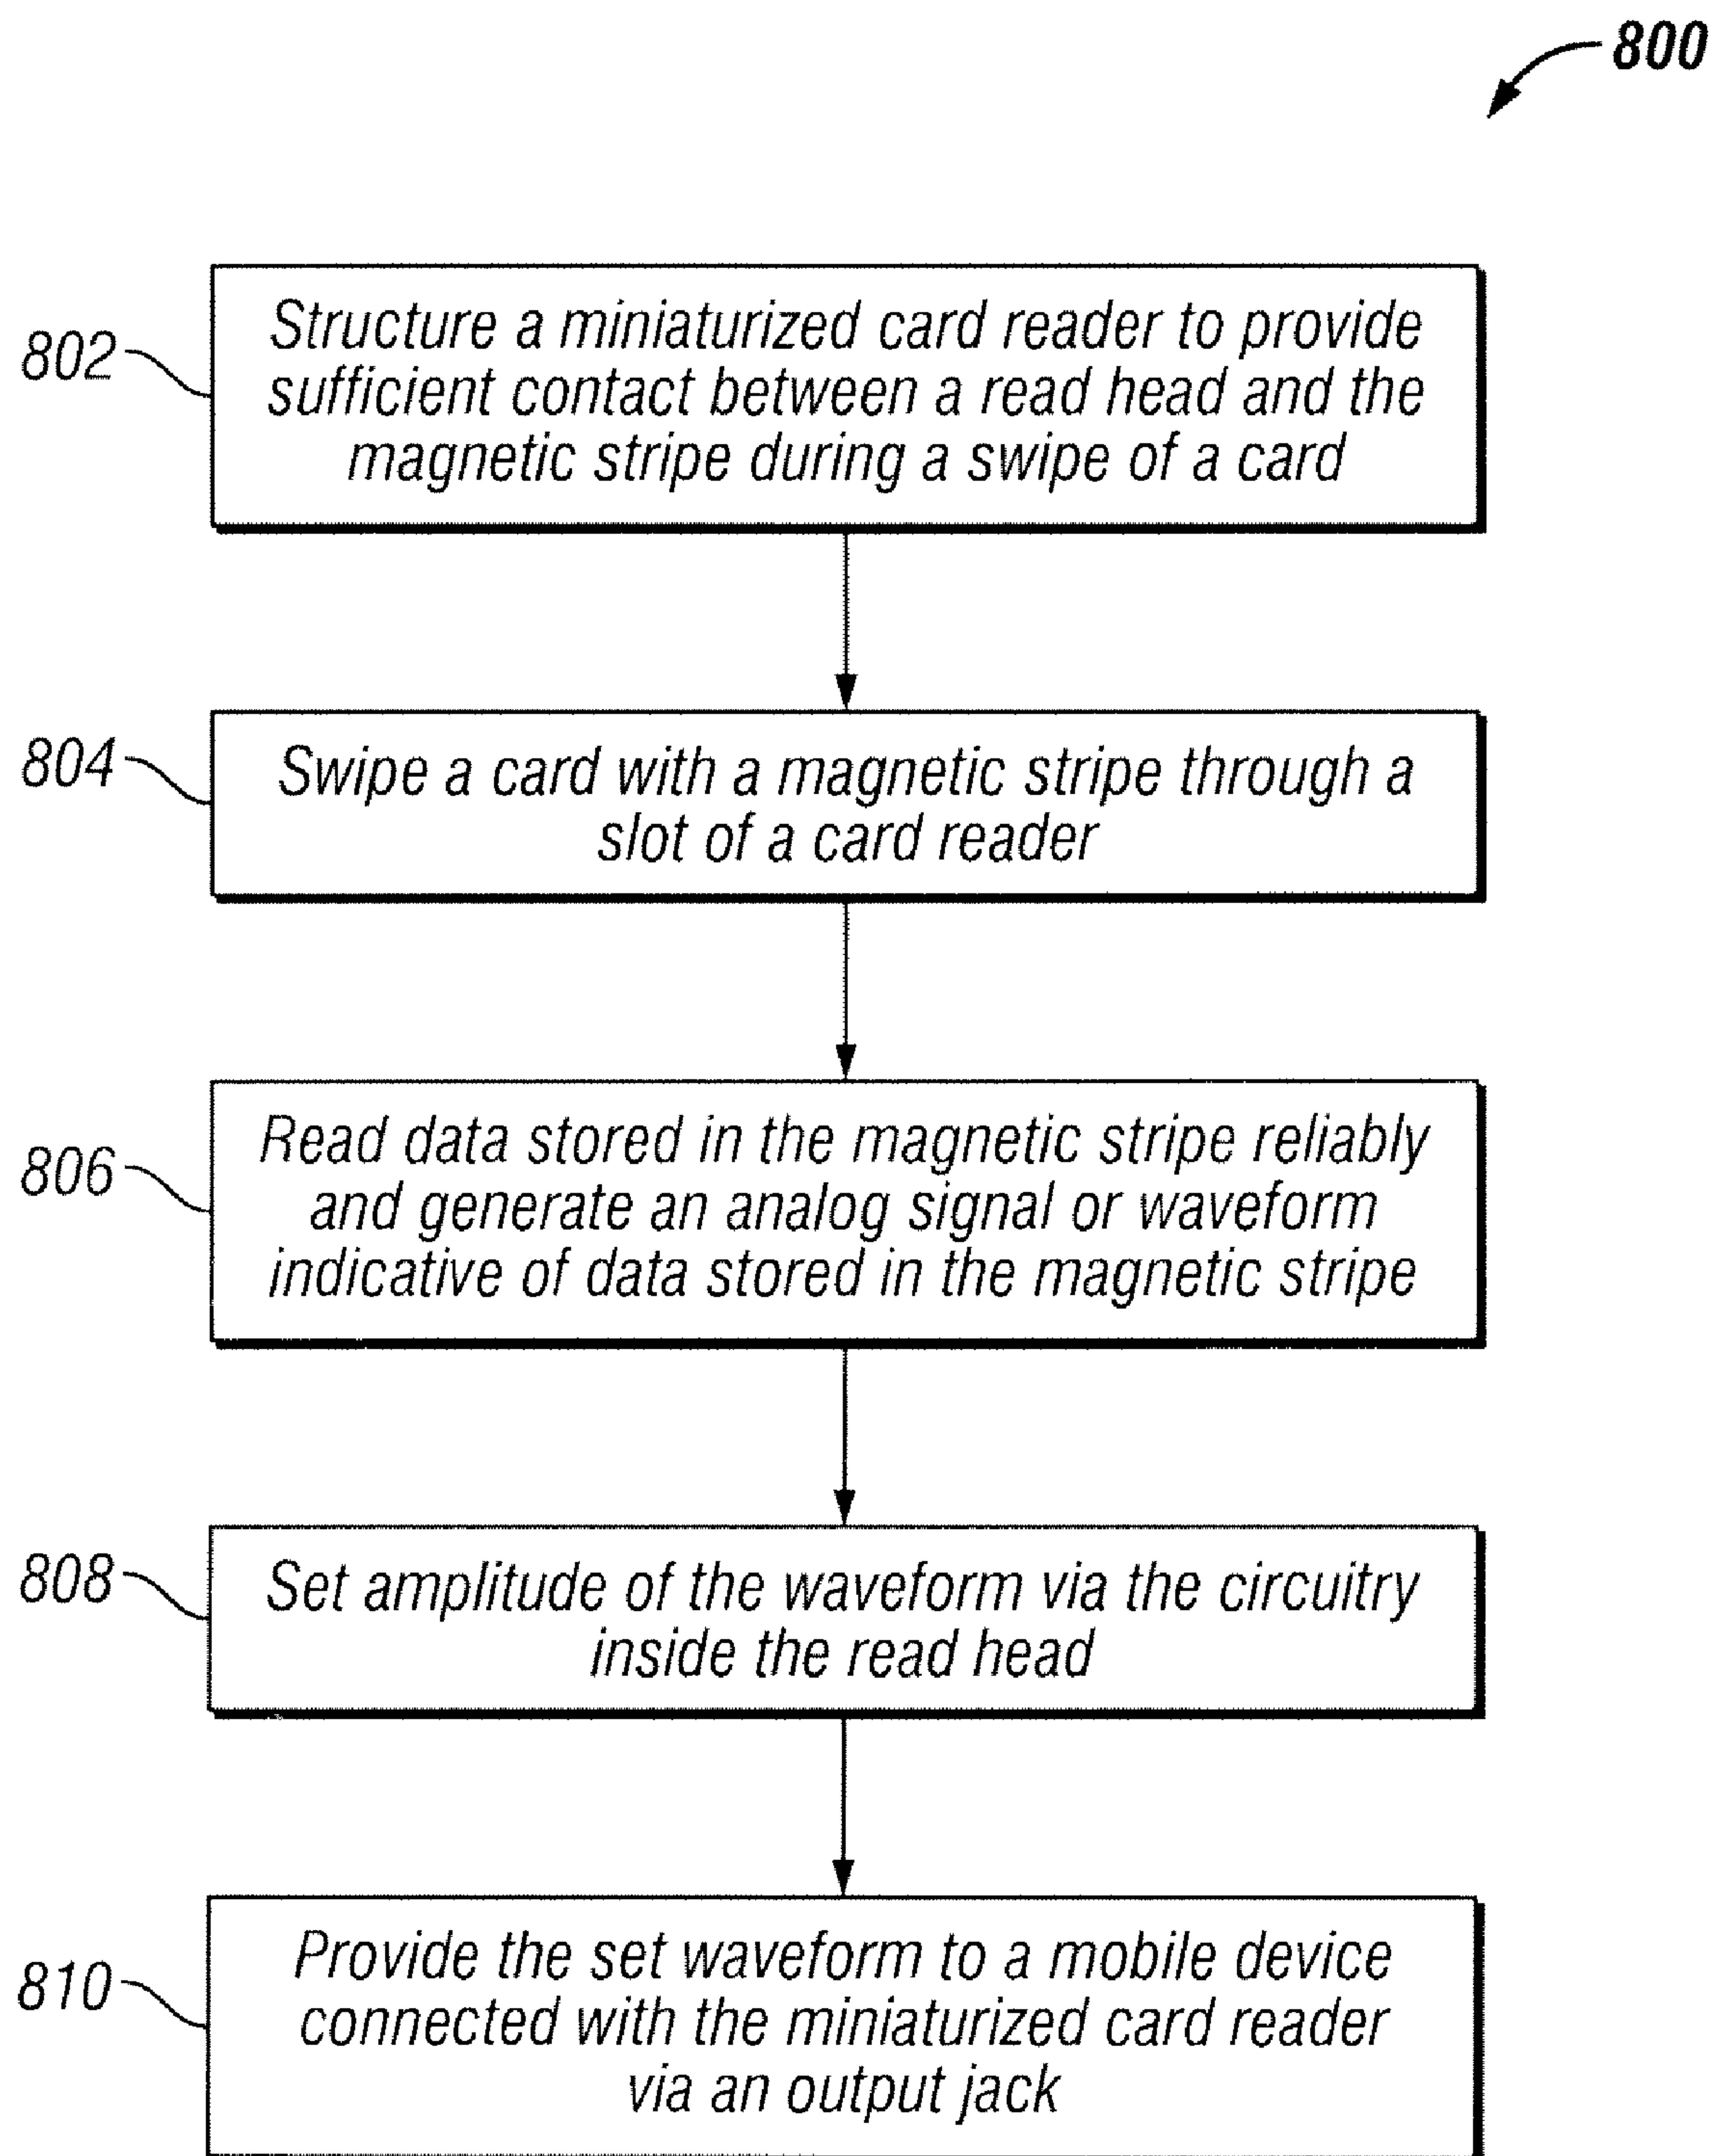 800
802
Structure a miniaturized card reader to provide
sufficient contact between a read head and the
magnetic stripe during a swipe of a card
804
Swipe a card with a magnetic stripe through a
slot of a card reader
806
Read data stored in the magnetic stripe reliably
and generate an analog signal or waveform
indicative of data stored in the magnetic stripe
808
Set amplitude of the waveform via the circuitry
inside the read head
810
Provide the set waveform to a mobile device
connected with the miniaturized card reader
via an output jack